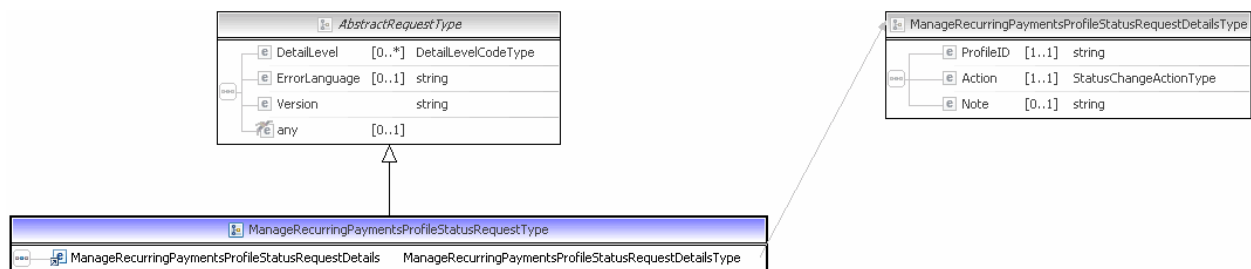 AbstractRequestType
DetailLevel [0..*] DetailLevelCodeType
ErrorLanguage [0..1] string
Version string
any [0..1]
ManageRecurringPaymentsProfileStatusRequestDetailsType
ProfileID [1..1] string
Action [1..1] StatusChangeActionType
Note [0..1] string
ManageRecurringPaymentsProfileStatusRequestType
ManageRecurringPaymentsProfileStatusRequestDetails ManageRecurringPaymentsProfileStatusRequestDetailsType